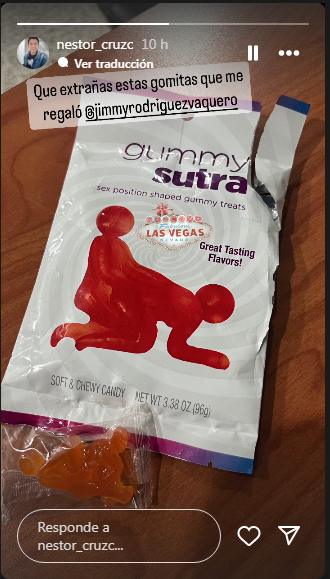 nestor_cruzc 10 h
Ver traducción
Que extrañas estas gomitas que me
regaló @jimmyrodriguezvaquero
gummy
sutra
sex position shaped gummy treats
WELCOME
TO Fabulous
LAS VEGAS
NEVADA
Great Tasting
Flavors!
SOFT & CHEWY CANDY NET WT 3.38 OZ (96g)
Responde a
nestor_cruzc...